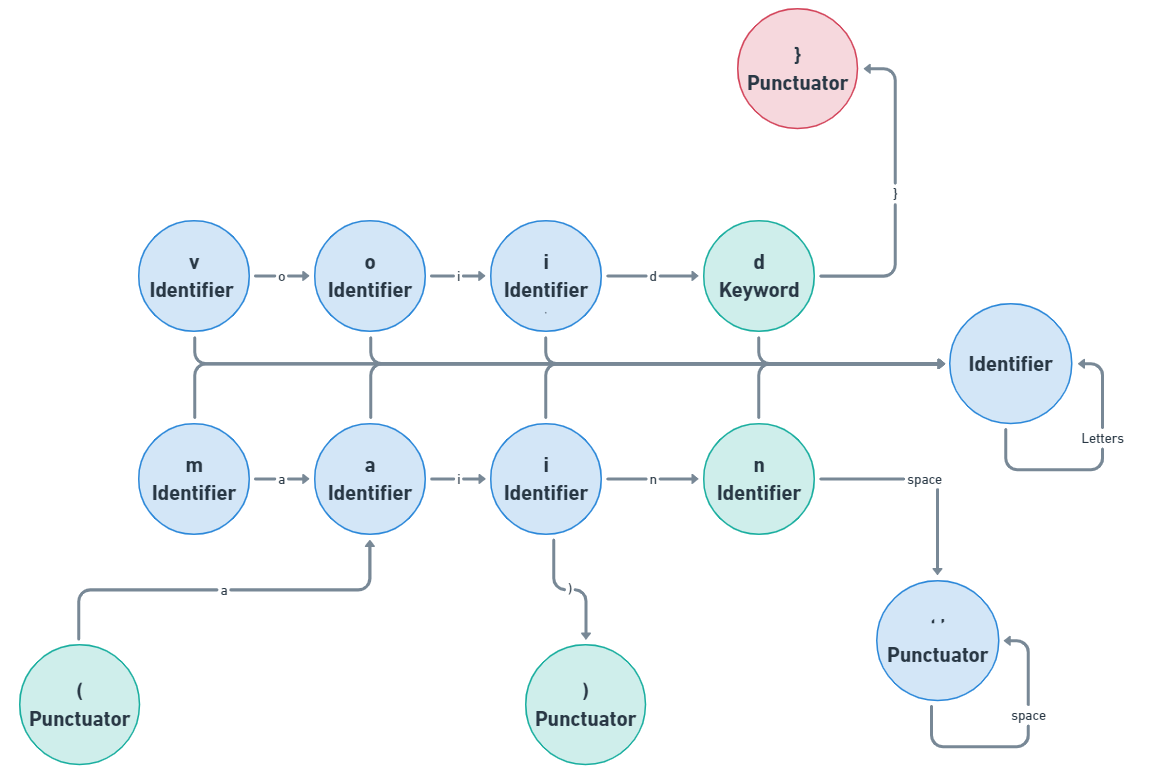 }
Punctuator
}
v
Identifier
o
o
Identifier
i
i
Identifier
d
d
Keyword
Identifier
Letters
m
Identifier
a
a
Identifier
i
i
Identifier
n
n
Identifier
space
a
)
‘ ’
Punctuator
space
(
Punctuator
)
Punctuator